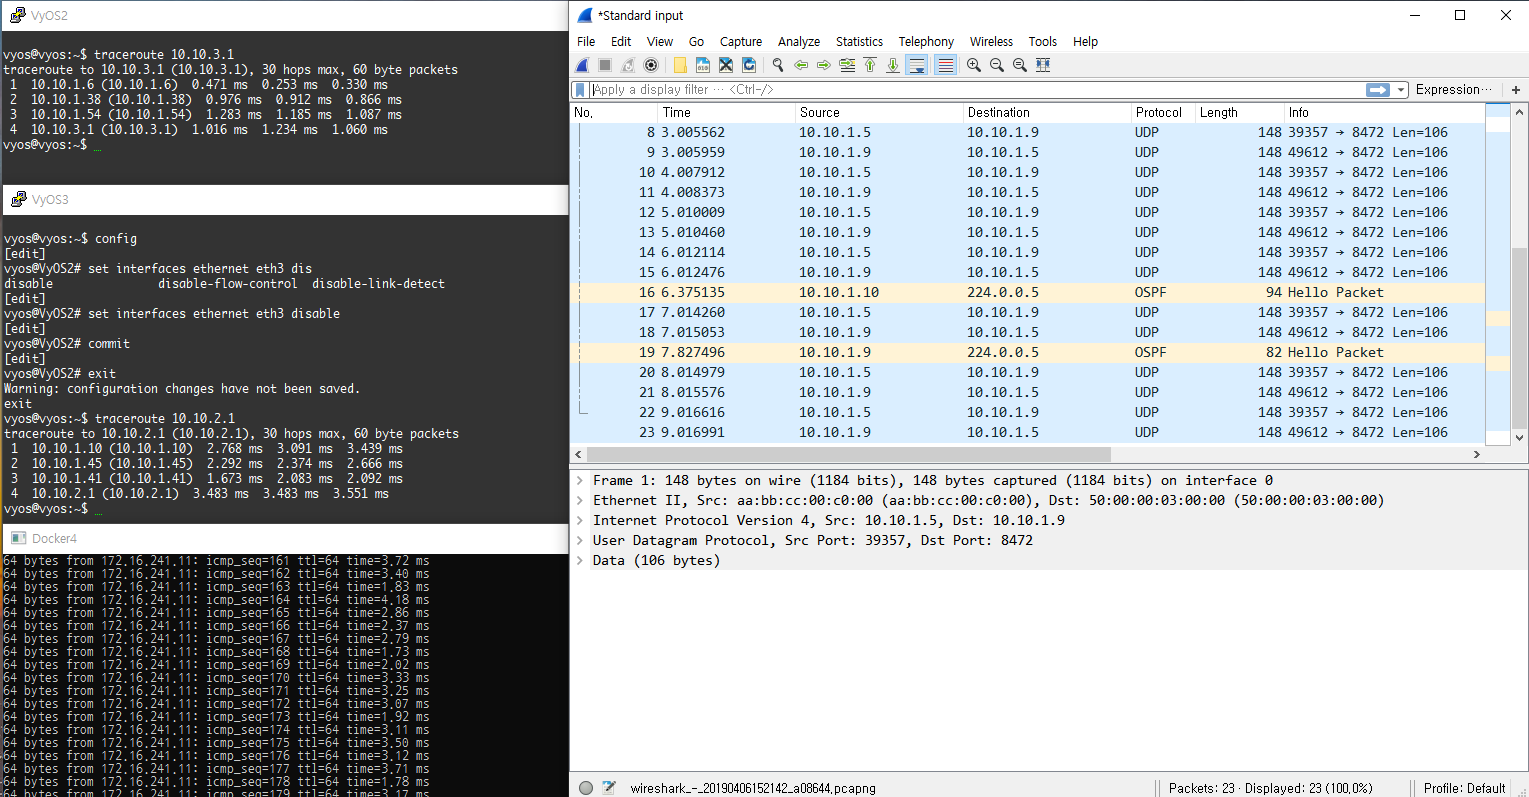 VyOS2
vyos@vyos:~$ traceroute 10.10.3.1
traceroute to 10.10.3.1 (10.10.3.1), 30 hops max, 60 byte packets
1 10.10.1.6 (10.10.1.6) 0.471 ms 0.253 ms 0.330 ms
2 10.10.1.38 (10.10.1.38) 0.976 ms 0.912 ms 0.866 ms
3 10.10.1.54 (10.10.1.54) 1.283 ms 1.185 ms 1.087 ms
4 10.10.3.1 (10.10.3.1) 1.016 ms 1.234 ms 1.060 ms
vyos@vyos:~$ _
VyOS3
vyos@vyos:~$ config
[edit]
vyos@VyOS2# set interfaces ethernet eth3 dis
disable disable-flow-control disable-link-detect
[edit]
vyos@VyOS2# set interfaces ethernet eth3 disable
[edit]
vyos@VyOS2# commit
[edit]
vyos@VyOS2# exit
Warning: configuration changes have not been saved.
exit
vyos@vyos:~$ traceroute 10.10.2.1
traceroute to 10.10.2.1 (10.10.2.1), 30 hops max, 60 byte packets
1 10.10.1.10 (10.10.1.10) 2.768 ms 3.091 ms 3.439 ms
2 10.10.1.45 (10.10.1.45) 2.292 ms 2.374 ms 2.666 ms
3 10.10.1.41 (10.10.1.41) 1.673 ms 2.083 ms 2.092 ms
4 10.10.2.1 (10.10.2.1) 3.483 ms 3.483 ms 3.551 ms
vyos@vyos:~$ _
Docker4
64 bytes from 172.16.241.11: icmp_seq=161 ttl=64 time=3.72 ms
64 bytes from 172.16.241.11: icmp_seq=162 ttl=64 time=3.40 ms
64 bytes from 172.16.241.11: icmp_seq=163 ttl=64 time=1.83 ms
64 bytes from 172.16.241.11: icmp_seq=164 ttl=64 time=4.18 ms
64 bytes from 172.16.241.11: icmp_seq=165 ttl=64 time=2.86 ms
64 bytes from 172.16.241.11: icmp_seq=166 ttl=64 time=2.37 ms
64 bytes from 172.16.241.11: icmp_seq=167 ttl=64 time=2.79 ms
64 bytes from 172.16.241.11: icmp_seq=168 ttl=64 time=1.73 ms
64 bytes from 172.16.241.11: icmp_seq=169 ttl=64 time=2.02 ms
64 bytes from 172.16.241.11: icmp_seq=170 ttl=64 time=3.33 ms
64 bytes from 172.16.241.11: icmp_seq=171 ttl=64 time=3.25 ms
64 bytes from 172.16.241.11: icmp_seq=172 ttl=64 time=3.07 ms
64 bytes from 172.16.241.11: icmp_seq=173 ttl=64 time=1.92 ms
64 bytes from 172.16.241.11: icmp_seq=174 ttl=64 time=3.11 ms
64 bytes from 172.16.241.11: icmp_seq=175 ttl=64 time=3.50 ms
64 bytes from 172.16.241.11: icmp_seq=176 ttl=64 time=3.12 ms
64 bytes from 172.16.241.11: icmp_seq=177 ttl=64 time=3.71 ms
64 bytes from 172.16.241.11: icmp_seq=178 ttl=64 time=1.78 ms
64 bytes from 172.16.241.11: icmp_seq=179 ttl=64 time=3.17 ms
*Standard input
File Edit View Go Capture Analyze Statistics Telephony Wireless Tools Help
Apply a display filter ... <Ctrl-/> Expression... +
No. Time Source Destination Protocol Length Info
8 3.005562 10.10.1.5 10.10.1.9 UDP 148 39357 → 8472 Len=106
9 3.005959 10.10.1.9 10.10.1.5 UDP 148 49612 → 8472 Len=106
10 4.007912 10.10.1.5 10.10.1.9 UDP 148 39357 → 8472 Len=106
11 4.008373 10.10.1.9 10.10.1.5 UDP 148 49612 → 8472 Len=106
12 5.010009 10.10.1.5 10.10.1.9 UDP 148 39357 → 8472 Len=106
13 5.010460 10.10.1.9 10.10.1.5 UDP 148 49612 → 8472 Len=106
14 6.012114 10.10.1.5 10.10.1.9 UDP 148 39357 → 8472 Len=106
15 6.012476 10.10.1.9 10.10.1.5 UDP 148 49612 → 8472 Len=106
16 6.375135 10.10.1.10 224.0.0.5 OSPF 94 Hello Packet
17 7.014260 10.10.1.5 10.10.1.9 UDP 148 39357 → 8472 Len=106
18 7.015053 10.10.1.9 10.10.1.5 UDP 148 49612 → 8472 Len=106
19 7.827496 10.10.1.9 224.0.0.5 OSPF 82 Hello Packet
20 8.014979 10.10.1.5 10.10.1.9 UDP 148 39357 → 8472 Len=106
21 8.015576 10.10.1.9 10.10.1.5 UDP 148 49612 → 8472 Len=106
22 9.016616 10.10.1.5 10.10.1.9 UDP 148 39357 → 8472 Len=106
23 9.016991 10.10.1.9 10.10.1.5 UDP 148 49612 → 8472 Len=106
Frame 1: 148 bytes on wire (1184 bits), 148 bytes captured (1184 bits) on interface 0
Ethernet II, Src: aa:bb:cc:00:c0:00 (aa:bb:cc:00:c0:00), Dst: 50:00:00:03:00:00 (50:00:00:03:00:00)
Internet Protocol Version 4, Src: 10.10.1.5, Dst: 10.10.1.9
User Datagram Protocol, Src Port: 39357, Dst Port: 8472
Data (106 bytes)
wireshark_-_20190406152142_a08644.pcapng Packets: 23 · Displayed: 23 (100.0%) Profile: Default